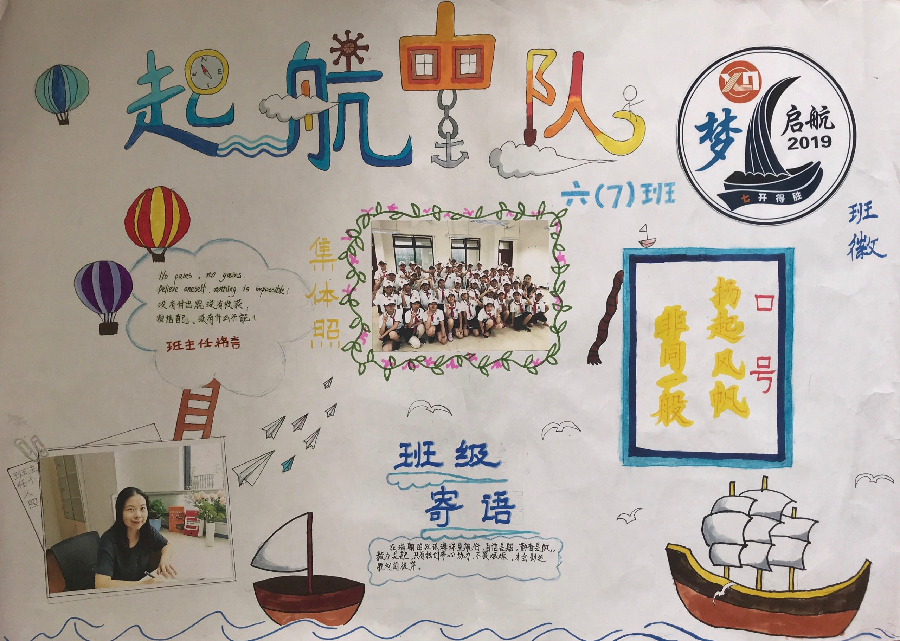 起航中队
梦
启航
2019
七开得胜
六(7)班
班徽
集体照
No pains, no gains
Believe oneself nothing is impossible!
没有付出就没有收获,
相信自己,没有什么不能!
班主任格言
口号
扬起风帆
非同一般
班级
寄语